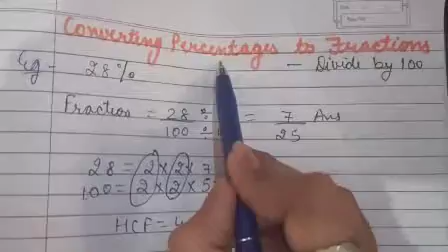 Converting Percentages to Fractions
Eg - 28% - Divide by 100
Fraction = 28 ÷ / 100 ÷ = 7/25 Ans
28 = 2 × 2 × 7
100 = 2 × 2 × 5
HCF = 4